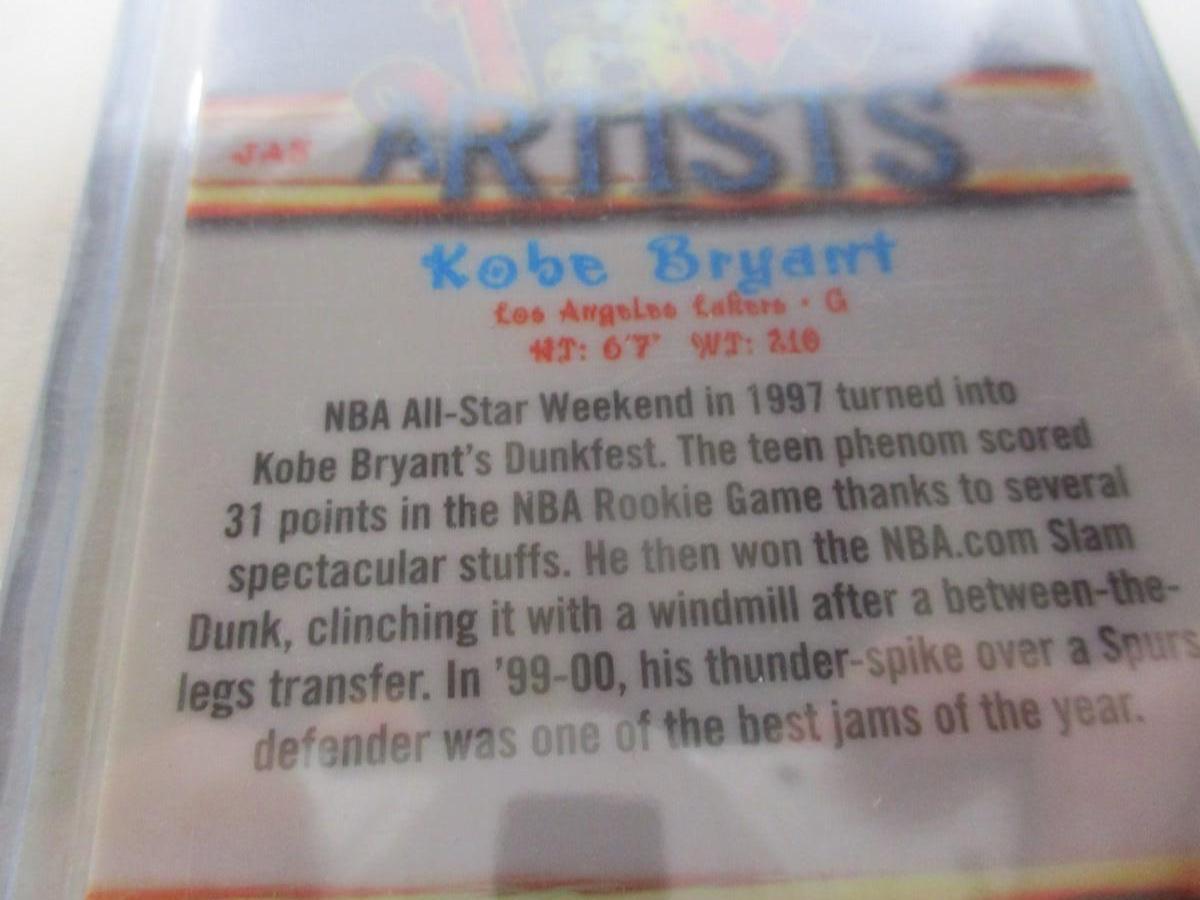 ARTISTS
JA5
Kobe Bryant
Los Angeles Lakers · G
HT: 6'7" WT: 210
NBA All-Star Weekend in 1997 turned into
Kobe Bryant's Dunkfest. The teen phenom scored
31 points in the NBA Rookie Game thanks to several
spectacular stuffs. He then won the NBA.com Slam
Dunk, clinching it with a windmill after a between-the-
legs transfer. In '99-00, his thunder-spike over a Spurs
defender was one of the best jams of the year.